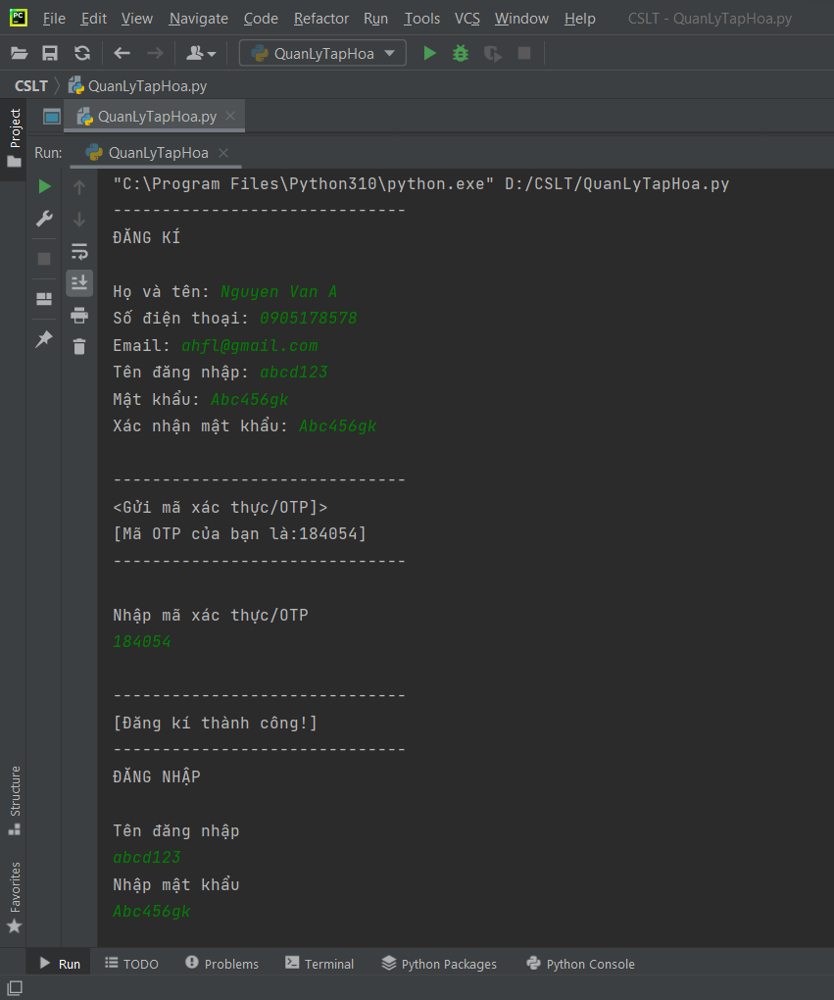 PC File Edit View Navigate Code Refactor Run Tools VCS Window Help CSLT - QuanLyTapHoa.py
QuanLyTapHoa
CSLT QuanLyTapHoa.py
Project
QuanLyTapHoa.py
Run: QuanLyTapHoa
"C:\Program Files\Python310\python.exe" D:/CSLT/QuanLyTapHoa.py
------------------------------
ĐĂNG KÍ
Họ và tên: Nguyen Van A
Số điện thoại: 0905178578
Email: ahfl@gmail.com
Tên đăng nhập: abcd123
Mật khẩu: Abc456gk
Xác nhận mật khẩu: Abc456gk
------------------------------
<Gửi mã xác thực/OTP]>
[Mã OTP của bạn là:184054]
------------------------------
Nhập mã xác thực/OTP
184054
------------------------------
[Đăng kí thành công!]
------------------------------
ĐĂNG NHẬP
Tên đăng nhập
abcd123
Nhập mật khẩu
Abc456gk
Structure
Favorites
Run TODO Problems Terminal Python Packages Python Console